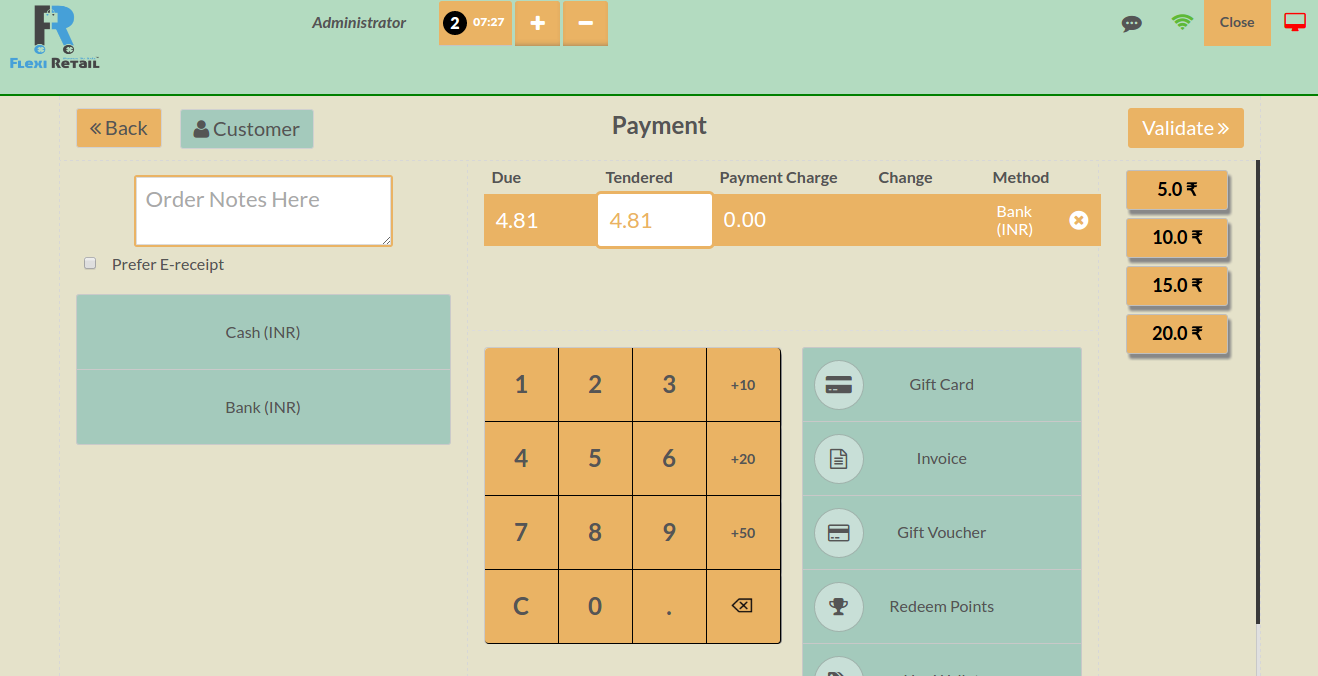 FLEXI RETAIL
Administrator
2 07:27
Close
Back
Customer
Payment
Validate
Order Notes Here
Prefer E-receipt
Cash (INR)
Bank (INR)
Due Tendered Payment Charge Change Method
4.81 4.81 0.00 Bank
(INR)
5.0 ₹
10.0 ₹
15.0 ₹
20.0 ₹
1 2 3 +10
4 5 6 +20
7 8 9 +50
C 0 .
Gift Card
Invoice
Gift Voucher
Redeem Points